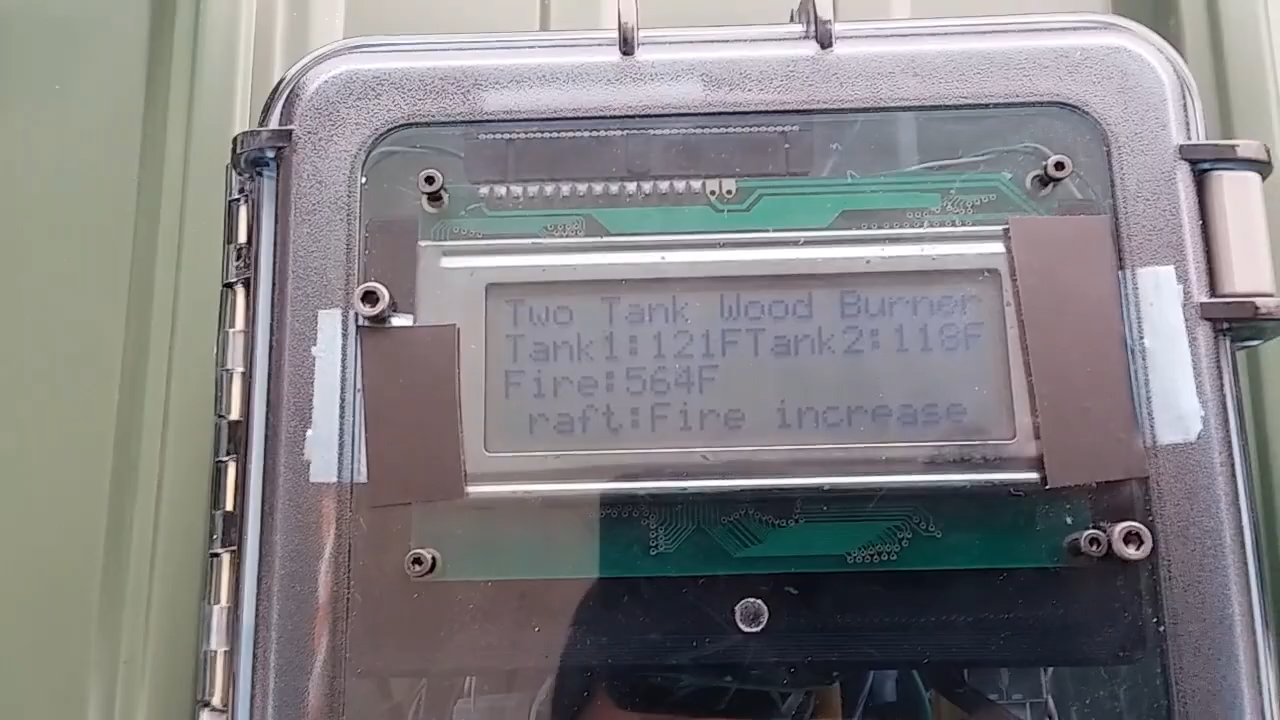 Two Tank Wood Burner
Tank1:121FTank2:118F
Fire:564F
raft:Fire increase